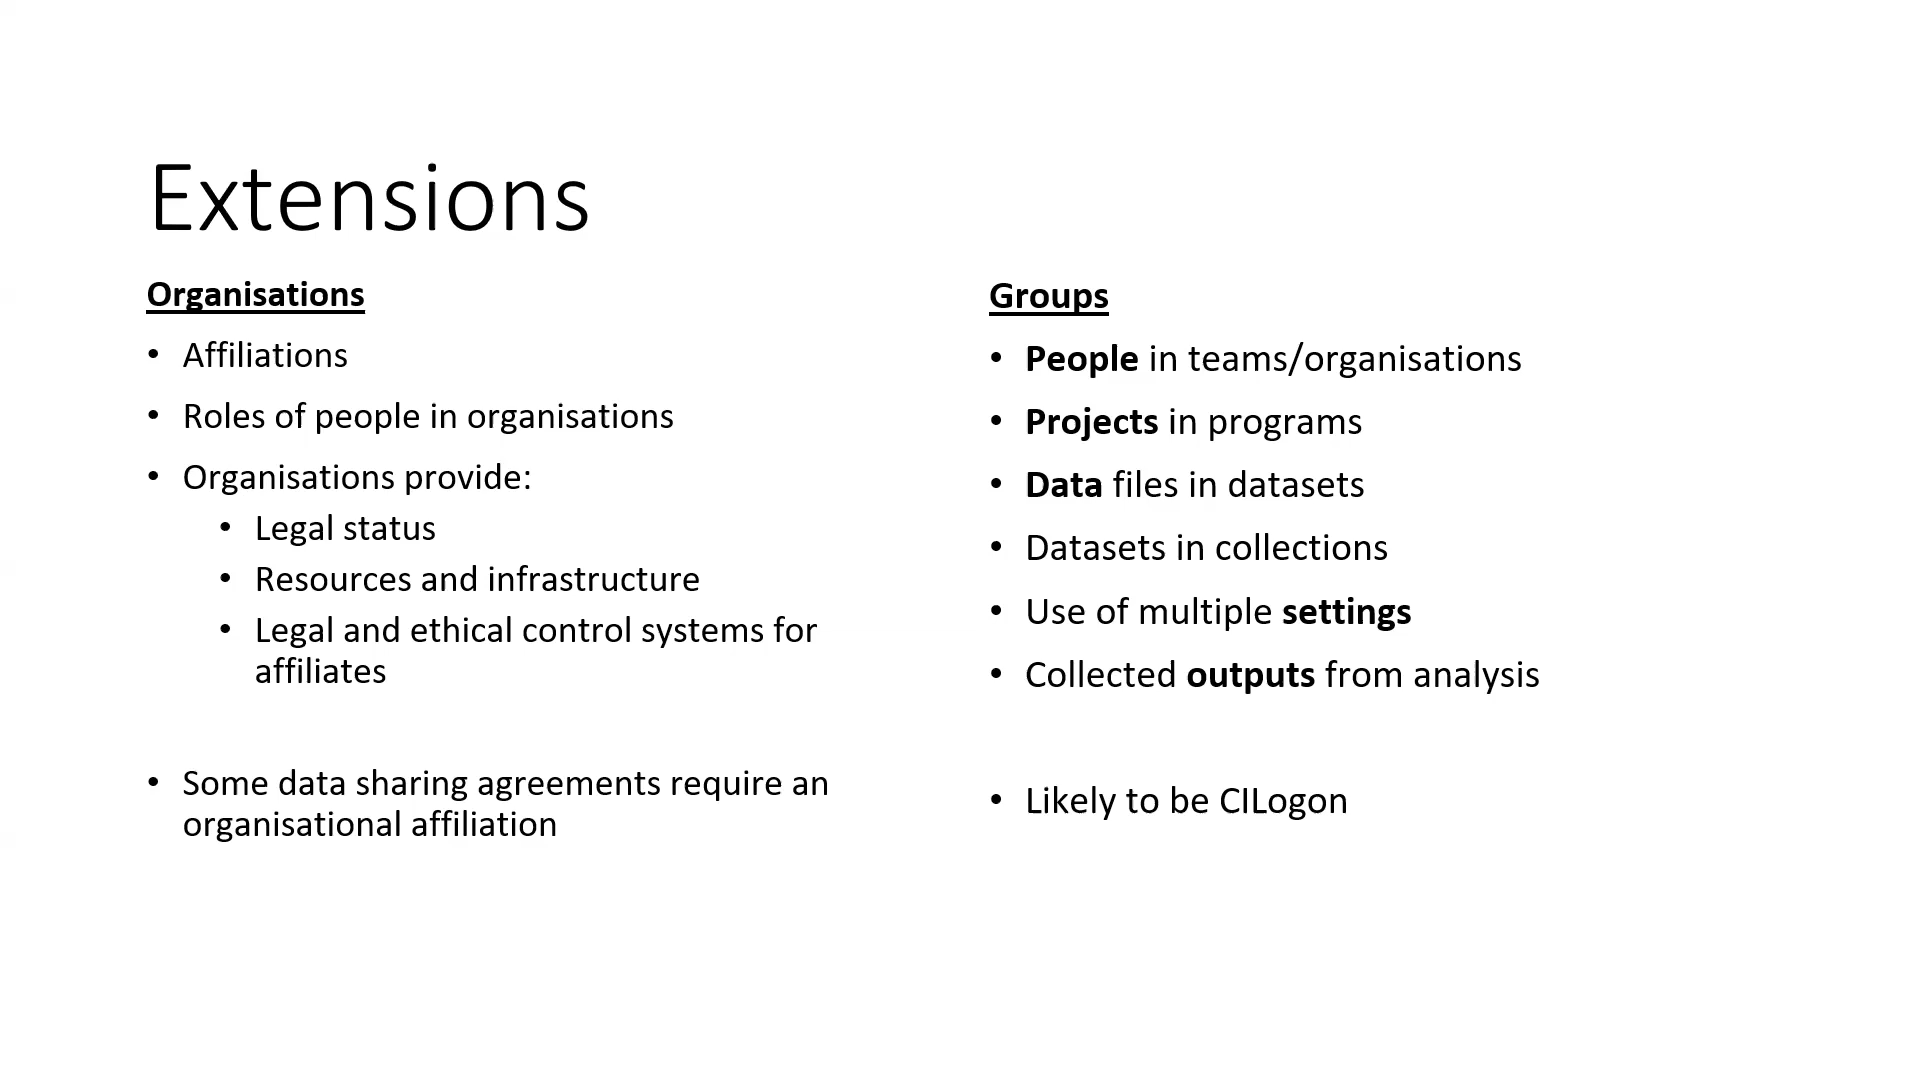 Extensions
Organisations
• Affiliations
• Roles of people in organisations
• Organisations provide:
• Legal status
• Resources and infrastructure
• Legal and ethical control systems for
affiliates
• Some data sharing agreements require an
organisational affiliation
Groups
• People in teams/organisations
• Projects in programs
• Data files in datasets
• Datasets in collections
• Use of multiple settings
• Collected outputs from analysis
• Likely to be CILogon